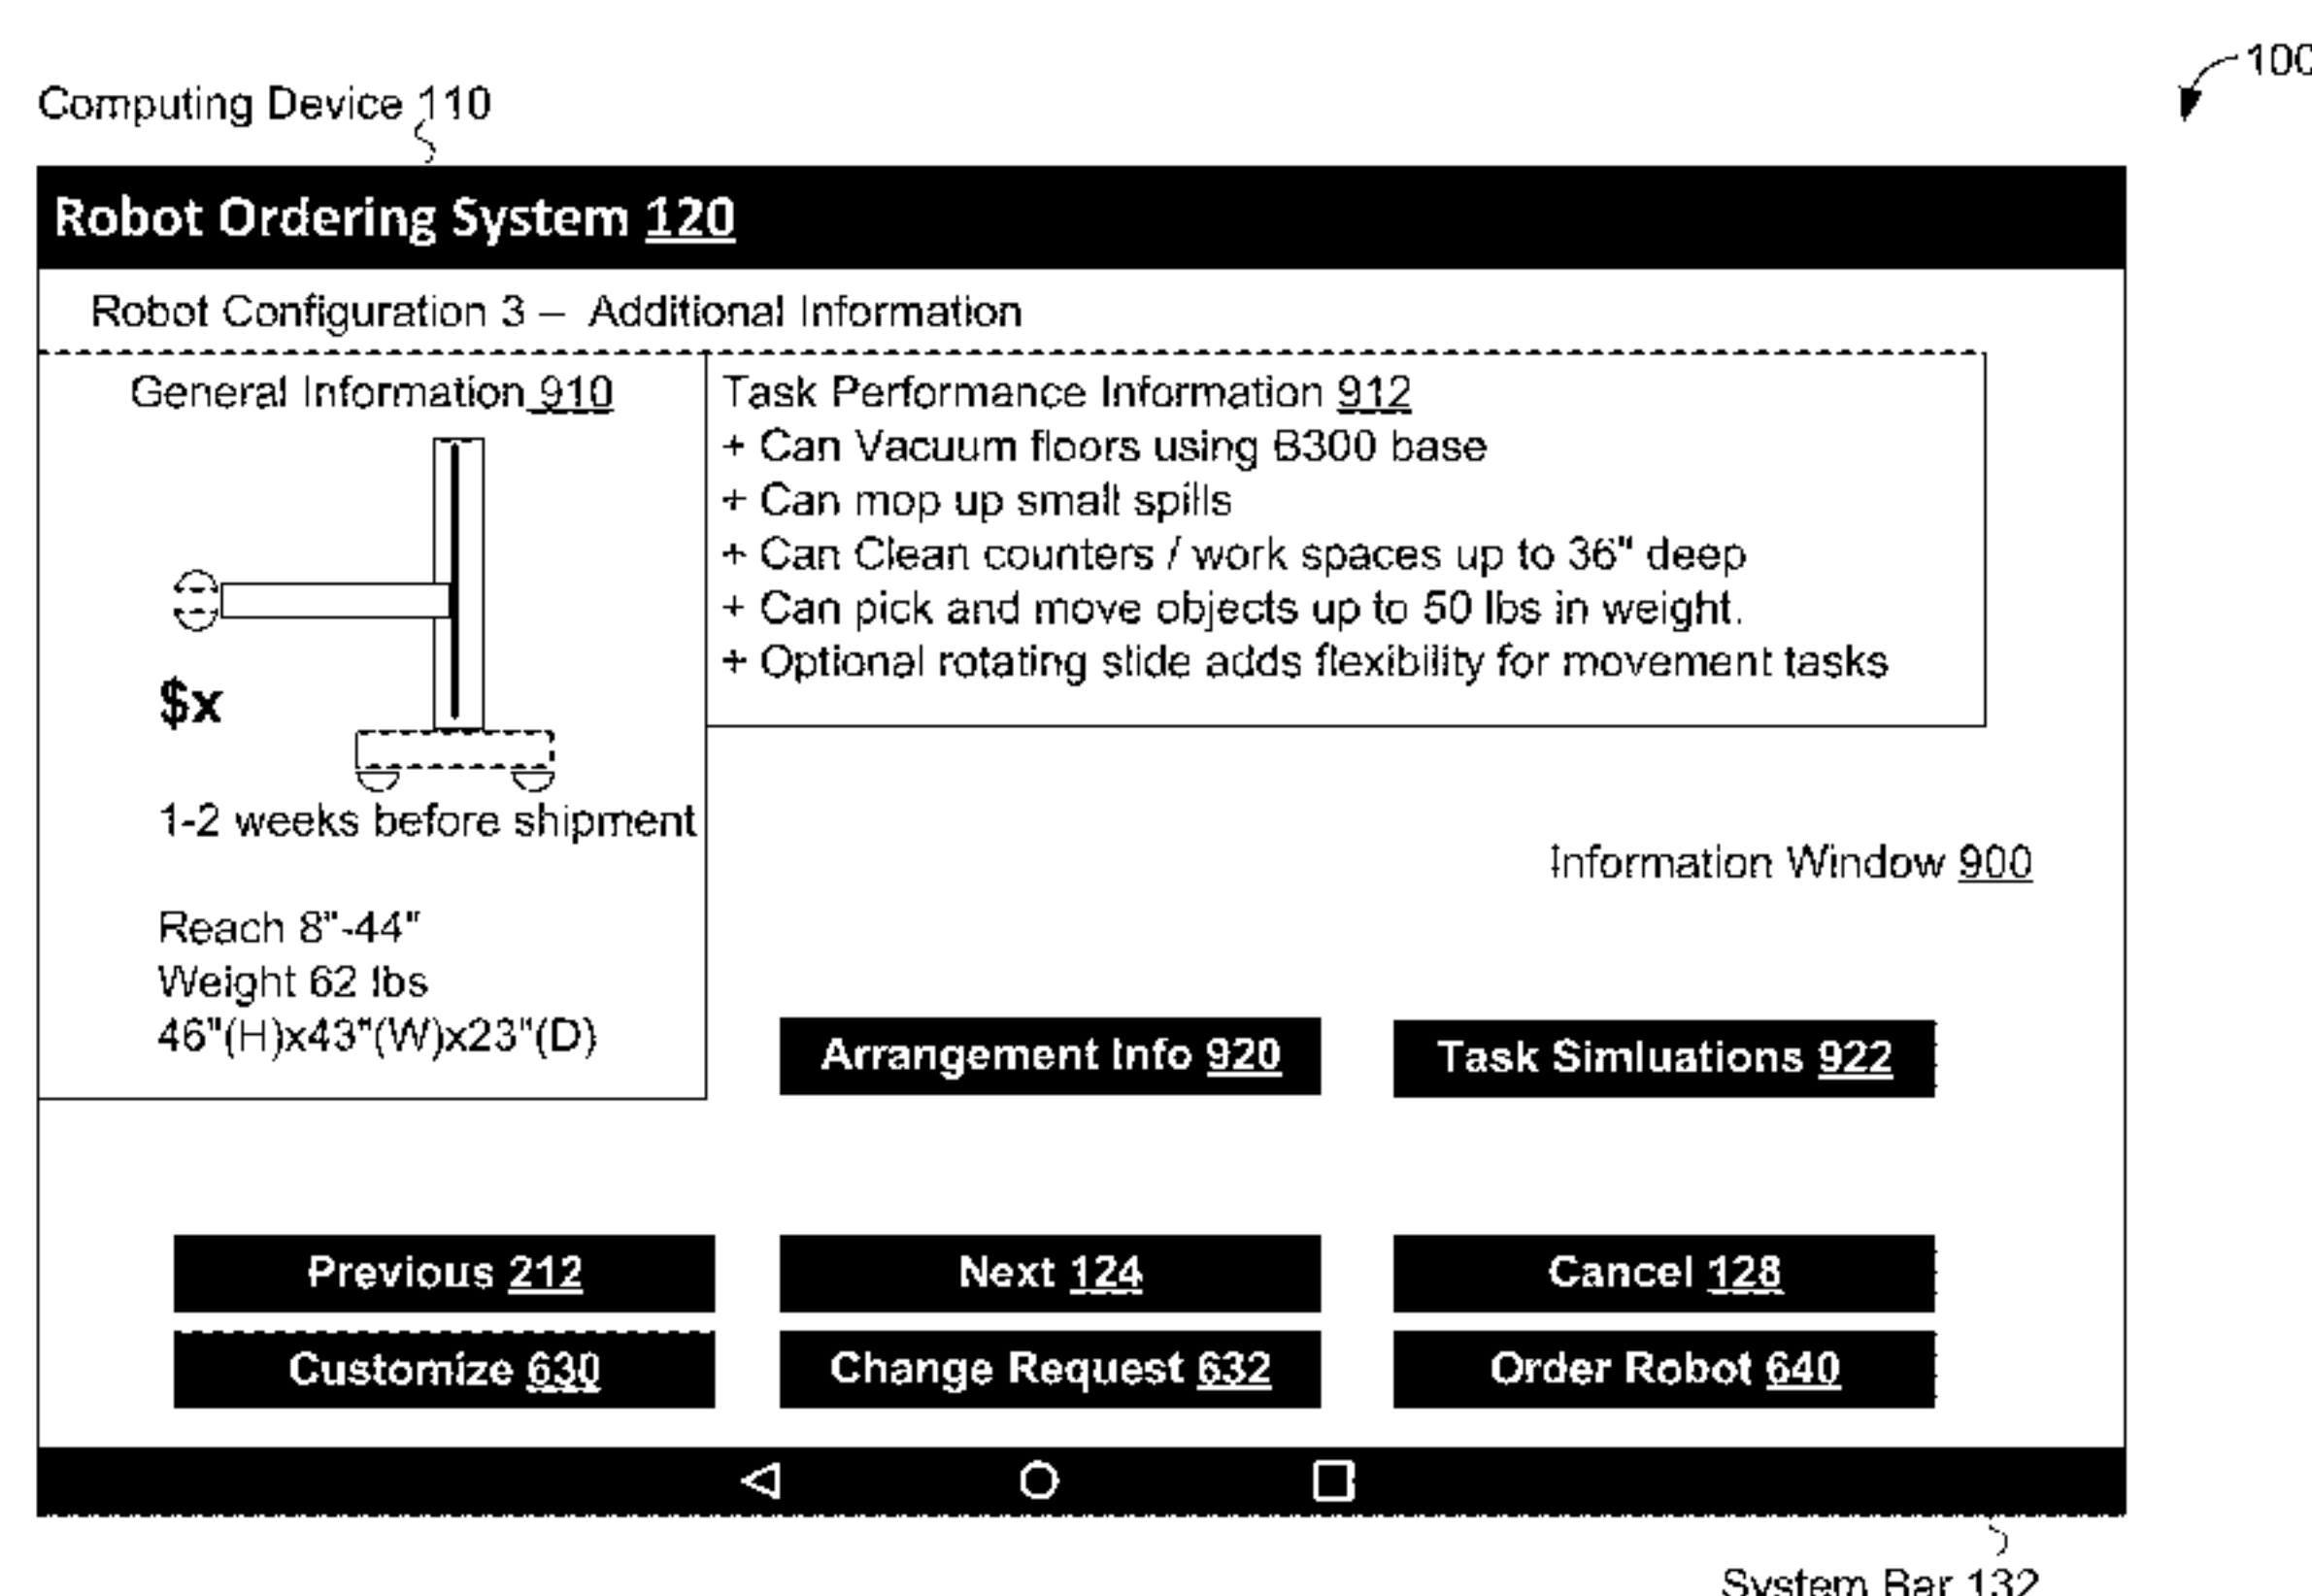 100
Computing Device 110
Robot Ordering System 120
Robot Configuration 3 – Additional Information
General Information 910
$x
1-2 weeks before shipment
Reach 8"-44"
Weight 62 lbs
46"(H)x43"(W)x23"(D)
Task Performance Information 912
+ Can Vacuum floors using B300 base
+ Can mop up small spills
+ Can Clean counters / work spaces up to 36" deep
+ Can pick and move objects up to 50 lbs in weight.
+ Optional rotating slide adds flexibility for movement tasks
Information Window 900
Arrangement Info 920
Task Simluations 922
Previous 212
Next 124
Cancel 128
Customize 630
Change Request 632
Order Robot 640
System Bar 132